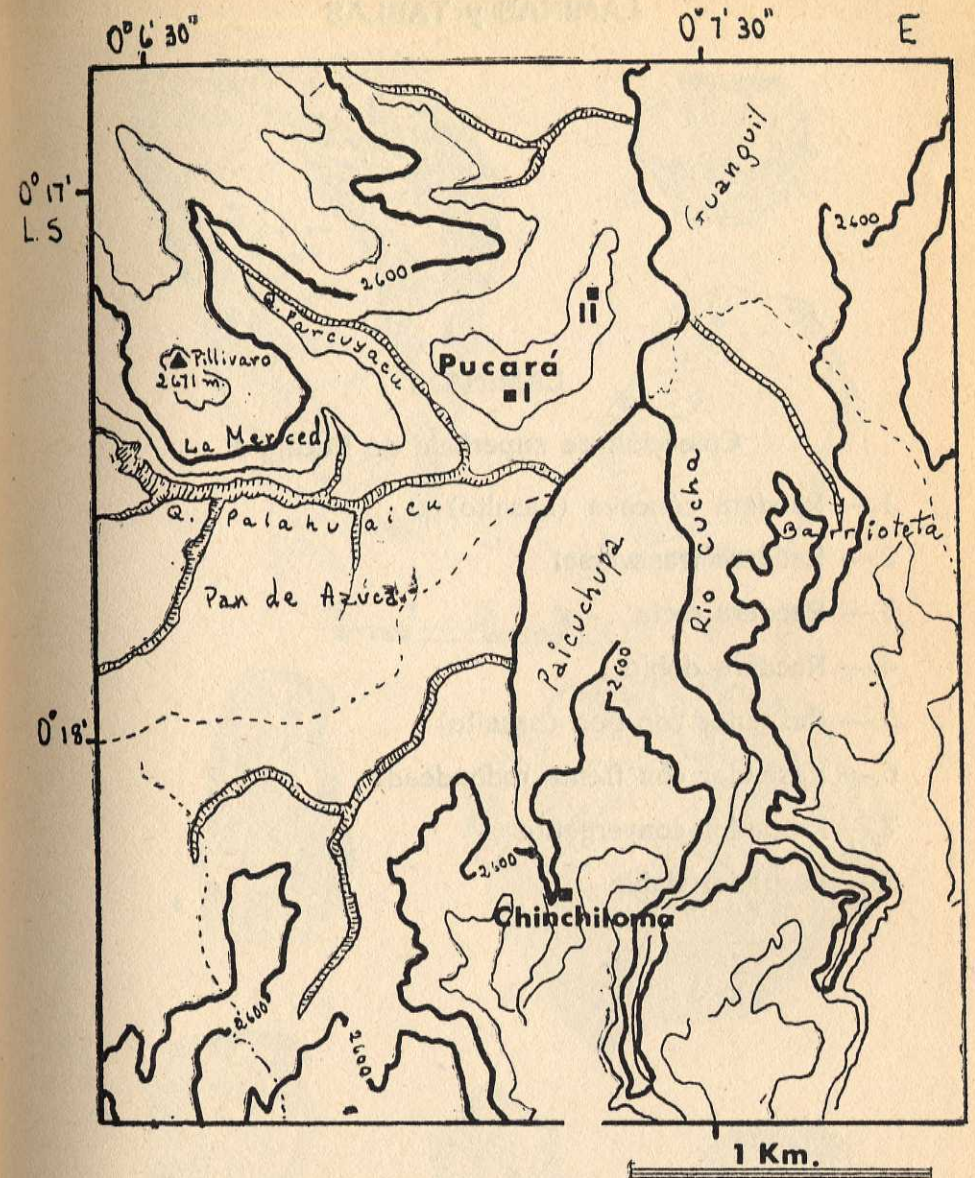 0° 6' 30"
0° 7' 30"
E
0° 17'
L.S
Guanguil
2600
2600
Q. Parcuyacu
II
Pucará
I
Pillivaro
2671 m.
La Merced
Q. Palahuaicu
Pan de Azúcar
Paicuchupa
Rio Cucha
Barrioteta
2600
0° 18'
2600
Chinchiloma
2600
2600
1 Km.